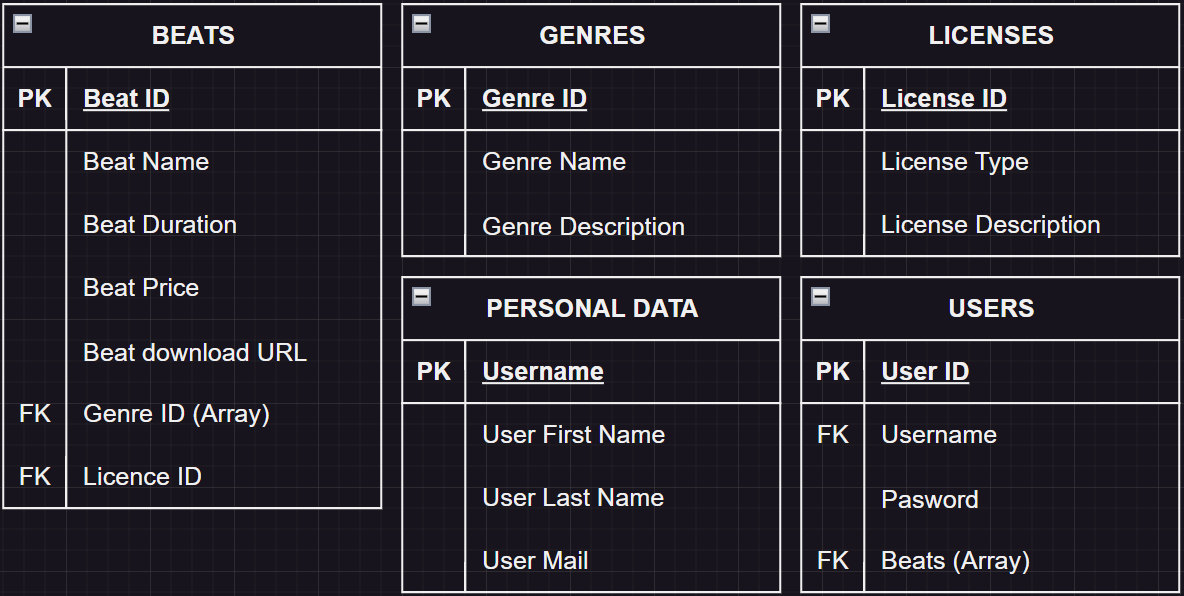 BEATS
PK Beat ID
Beat Name
Beat Duration
Beat Price
Beat download URL
FK Genre ID (Array)
FK Licence ID
GENRES
PK Genre ID
Genre Name
Genre Description
LICENSES
PK License ID
License Type
License Description
PERSONAL DATA
PK Username
User First Name
User Last Name
User Mail
USERS
PK User ID
FK Username
Pasword
FK Beats (Array)